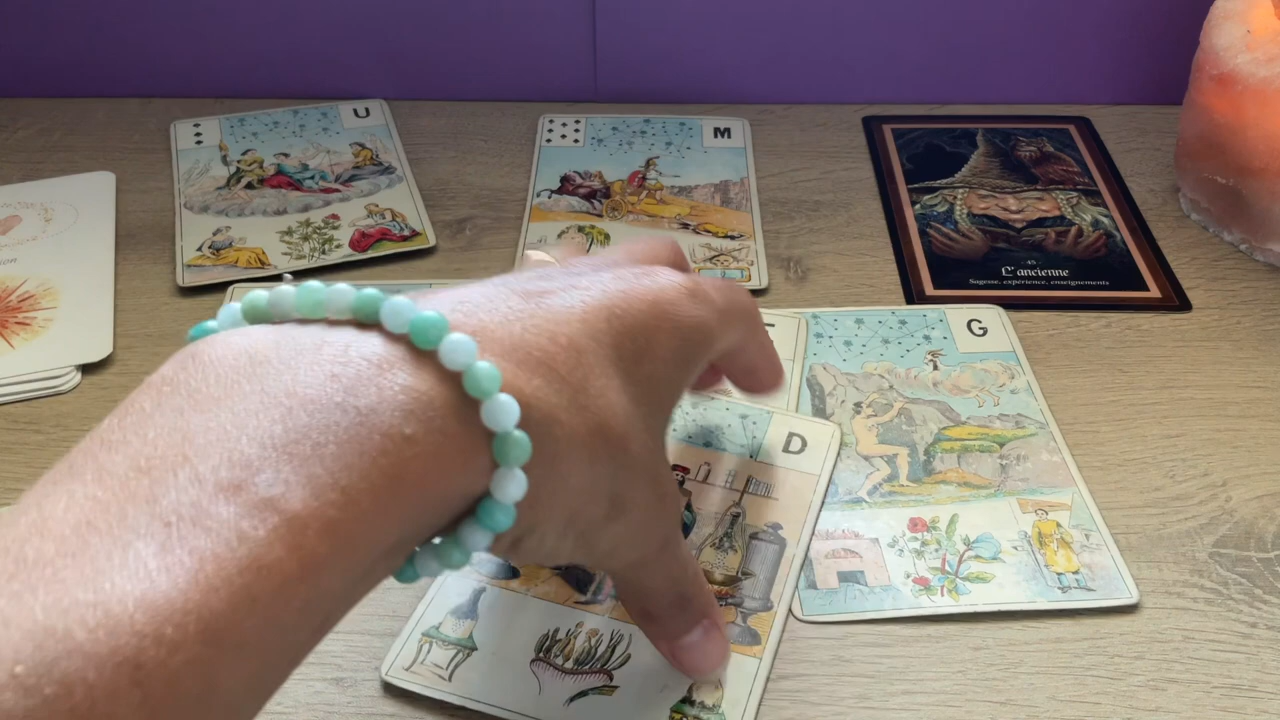 U
M
- 45 -
L'ancienne
Sagesse, expérience, enseignements
G
D